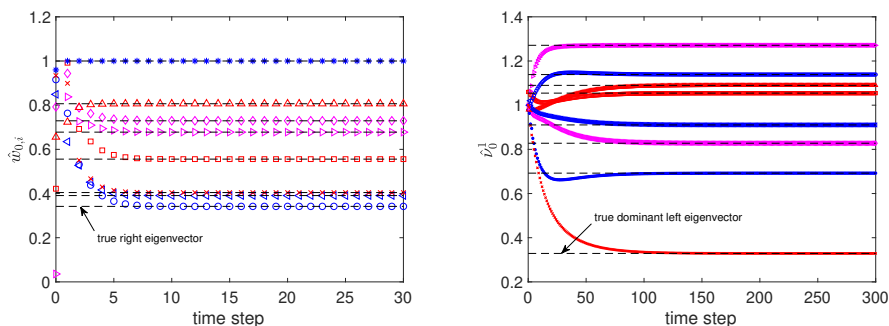 1.2
1
0.8
0.6
0.4
0.2
0
ŵ₀,ᵢ
true right eigenvector
0 5 10 15 20 25 30
time step
1.4
1.2
1
0.8
0.6
0.4
0.2
ν̂₀¹
true dominant left eigenvector
0 50 100 150 200 250 300
time step